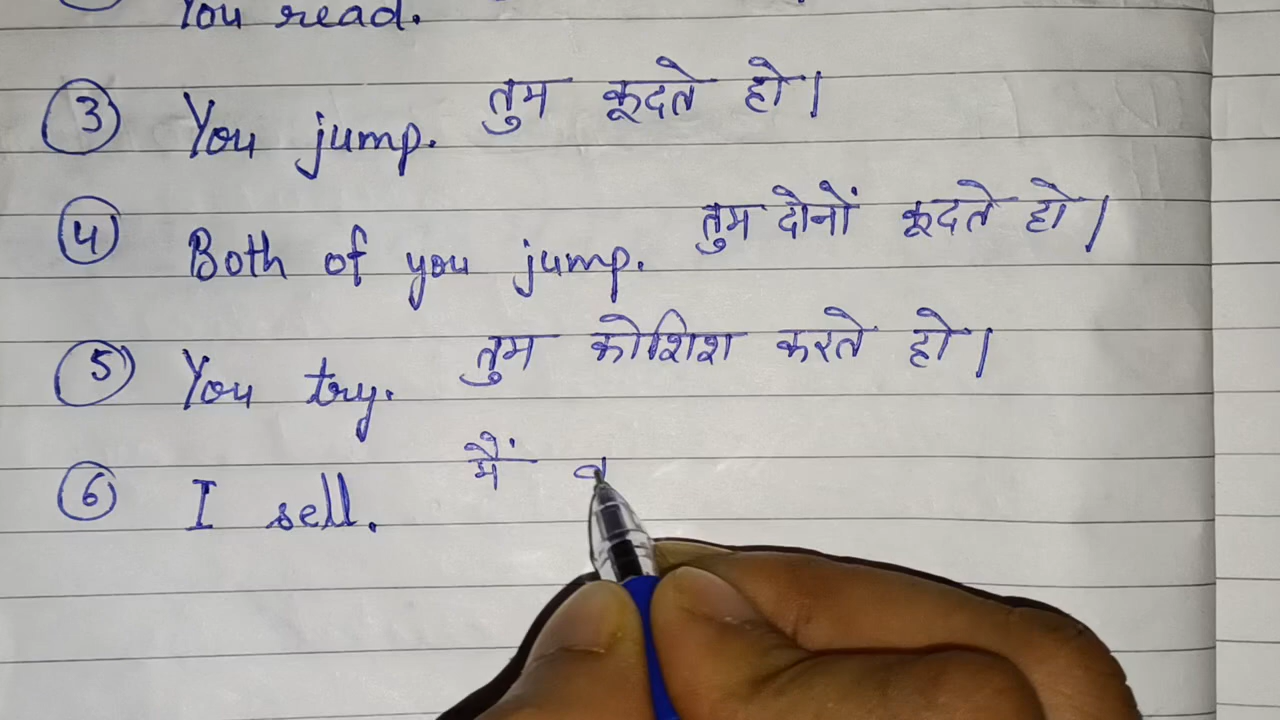 You read.
③ You jump. तुम कूदते हो।
④ Both of you jump. तुम दोनों कूदते हो।
⑤ You try. तुम कोशिश करते हो।
⑥ I sell. मैं